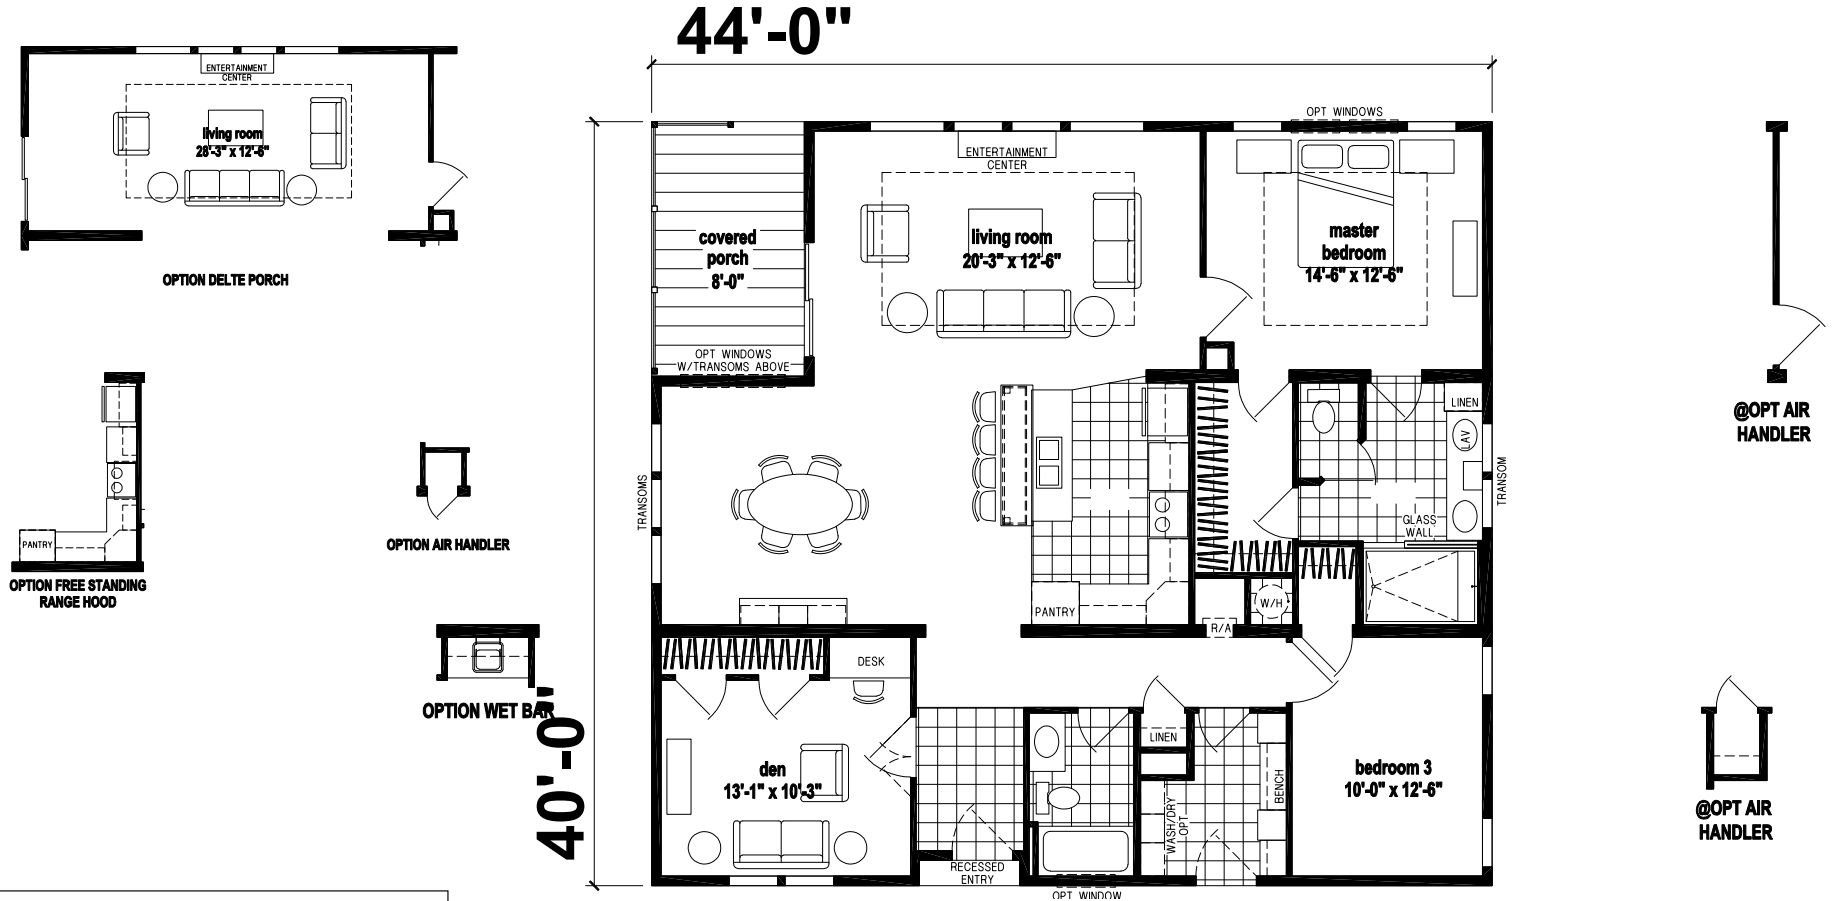 44'-0"
ENTERTAINMENT
CENTER
living room
28'-3" x 12'-6"
OPTION DELTE PORCH
PANTRY
OPTION FREE STANDING
RANGE HOOD
OPTION AIR HANDLER
OPTION WET BAR
40'-0"
OPT WINDOWS
ENTERTAINMENT
CENTER
covered
porch
8'-0"
living room
20'-3" x 12'-6"
master
bedroom
14'-6" x 12'-6"
OPT WINDOWS
W/TRANSOMS ABOVE
TRANSOMS
LINEN
LAV
TRANSOM
GLASS
WALL
PANTRY
W/H
R/A
DESK
LINEN
den
13'-1" x 10'-3"
BENCH
WASH/DRY
OPT
bedroom 3
10'-0" x 12'-6"
RECESSED
ENTRY
OPT WINDOW
@OPT AIR
HANDLER
@OPT AIR
HANDLER